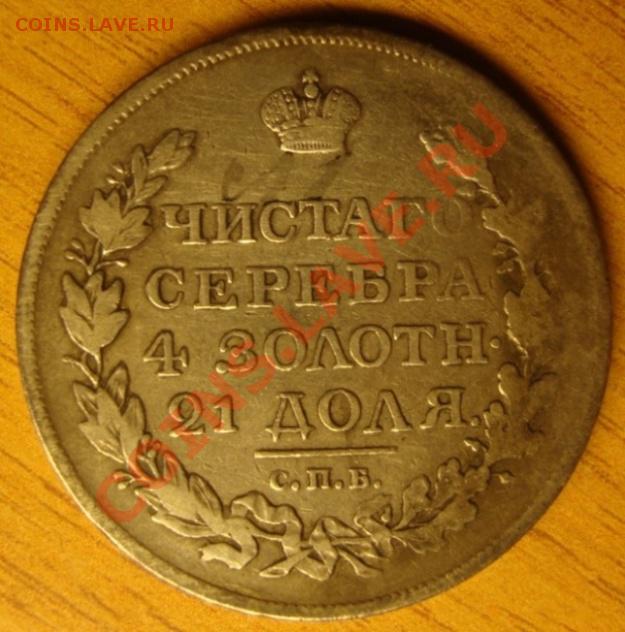 COINS.LAVE.RU
ЧИСТАГО
СЕРЕБРА
4 ЗОЛОТН·
21 ДОЛЯ.
С.П.Б.
COINS.LAVE.RU